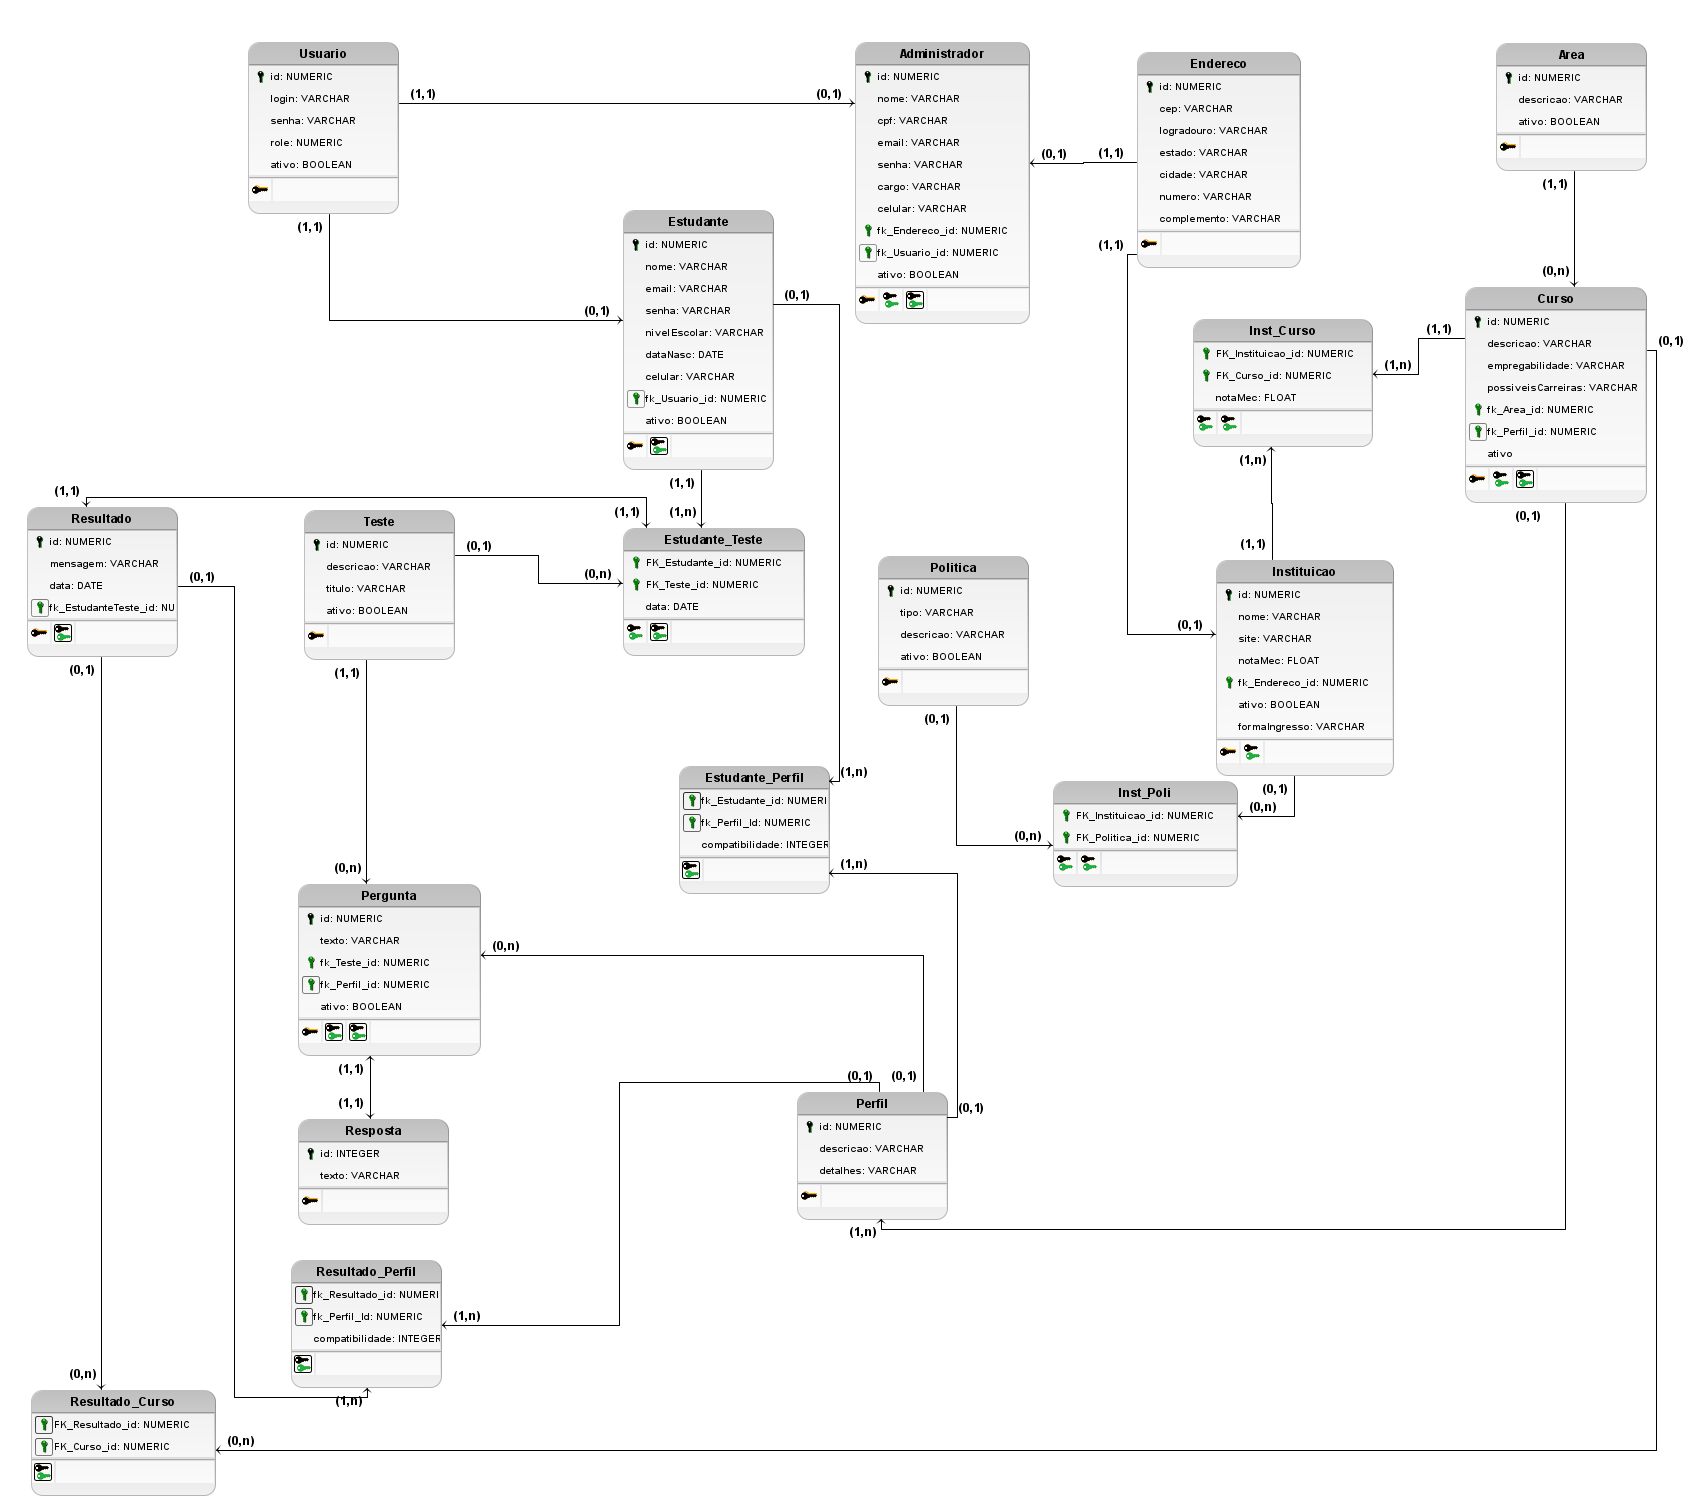 Usuario
id: NUMERIC
login: VARCHAR
senha: VARCHAR
role: NUMERIC
ativo: BOOLEAN
(1,1)
(0,1)
(1,1)
(0,1)
Administrador
id: NUMERIC
nome: VARCHAR
cpf: VARCHAR
email: VARCHAR
senha: VARCHAR
cargo: VARCHAR
celular: VARCHAR
fk_Endereco_id: NUMERIC
fk_Usuario_id: NUMERIC
ativo: BOOLEAN
(0,1)
(1,1)
Endereco
id: NUMERIC
cep: VARCHAR
logradouro: VARCHAR
estado: VARCHAR
cidade: VARCHAR
numero: VARCHAR
complemento: VARCHAR
(1,1)
Area
id: NUMERIC
descricao: VARCHAR
ativo: BOOLEAN
(1,1)
(0,n)
Estudante
id: NUMERIC
nome: VARCHAR
email: VARCHAR
senha: VARCHAR
nivelEscolar: VARCHAR
dataNasc: DATE
celular: VARCHAR
fk_Usuario_id: NUMERIC
ativo: BOOLEAN
(0,1)
(1,1)
(1,n)
Curso
id: NUMERIC
descricao: VARCHAR
empregabilidade: VARCHAR
possiveisCarreiras: VARCHAR
fk_Area_id: NUMERIC
fk_Perfil_id: NUMERIC
ativo
(1,1)
(0,1)
(0,1)
Inst_Curso
FK_Instituicao_id: NUMERIC
FK_Curso_id: NUMERIC
notaMec: FLOAT
(1,n)
(1,n)
(1,1)
Resultado
id: NUMERIC
mensagem: VARCHAR
data: DATE
fk_EstudanteTeste_id: NU
(1,1)
(0,1)
(0,1)
Teste
id: NUMERIC
descricao: VARCHAR
titulo: VARCHAR
ativo: BOOLEAN
(0,1)
(1,1)
Estudante_Teste
FK_Estudante_id: NUMERIC
FK_Teste_id: NUMERIC
data: DATE
(1,1)
(0,n)
Politica
id: NUMERIC
tipo: VARCHAR
descricao: VARCHAR
ativo: BOOLEAN
(0,1)
(0,n)
Instituicao
id: NUMERIC
nome: VARCHAR
site: VARCHAR
notaMec: FLOAT
fk_Endereco_id: NUMERIC
ativo: BOOLEAN
formaIngresso: VARCHAR
(0,1)
(0,1)
(0,n)
Estudante_Perfil
fk_Estudante_id: NUMERI
fk_Perfil_Id: NUMERIC
compatibilidade: INTEGER
(1,n)
(1,n)
Inst_Poli
FK_Instituicao_id: NUMERIC
FK_Politica_id: NUMERIC
(0,n)
Pergunta
id: NUMERIC
texto: VARCHAR
fk_Teste_id: NUMERIC
fk_Perfil_id: NUMERIC
ativo: BOOLEAN
(0,n)
(1,1)
(1,1)
Resposta
id: INTEGER
texto: VARCHAR
(0,1)
(0,1)
(0,1)
Perfil
id: NUMERIC
descricao: VARCHAR
detalhes: VARCHAR
(1,n)
Resultado_Perfil
fk_Resultado_id: NUMERI
fk_Perfil_Id: NUMERIC
compatibilidade: INTEGER
(1,n)
(1,n)
(0,n)
Resultado_Curso
FK_Resultado_id: NUMERIC
FK_Curso_id: NUMERIC
(0,n)